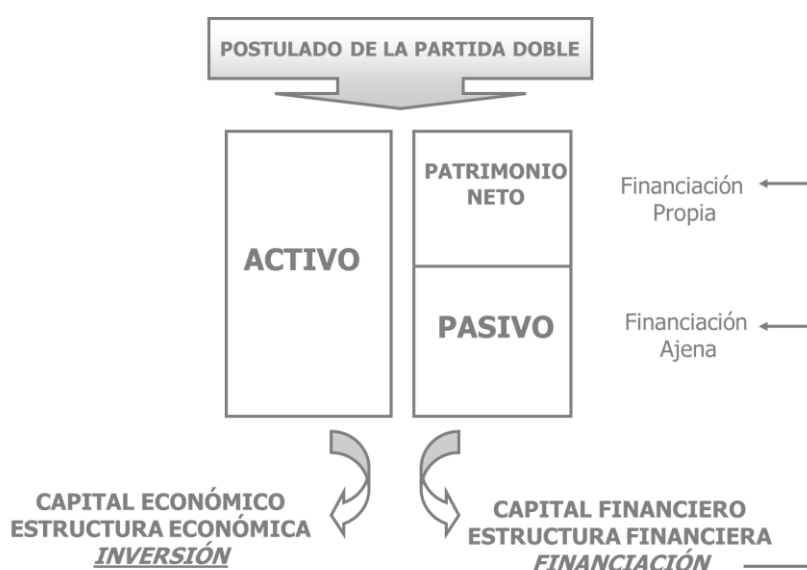 POSTULADO DE LA PARTIDA DOBLE
ACTIVO
PATRIMONIO
NETO
Financiación
Propia
PASIVO
Financiación
Ajena
CAPITAL ECONÓMICO
ESTRUCTURA ECONÓMICA
INVERSIÓN
CAPITAL FINANCIERO
ESTRUCTURA FINANCIERA
FINANCIACIÓN